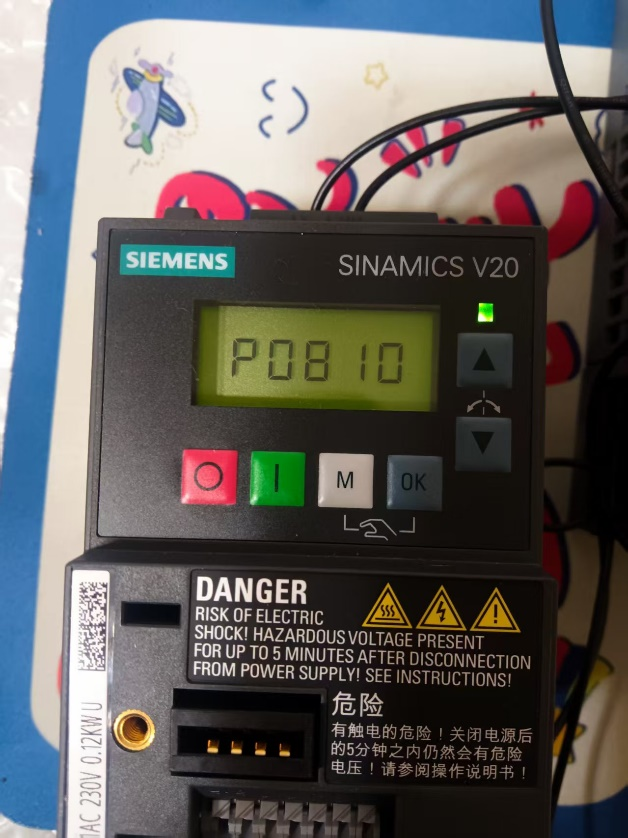 SIEMENS
SINAMICS V20
P0810
M
OK
DANGER
RISK OF ELECTRIC
SHOCK! HAZARDOUS VOLTAGE PRESENT
FOR UP TO 5 MINUTES AFTER DISCONNECTION
FROM POWER SUPPLY! SEE INSTRUCTIONS!
危险
有触电的危险！关闭电源后
的5分钟之内仍然会有危险
电压！请参阅操作说明书！
1AC 230V 0.12KW U